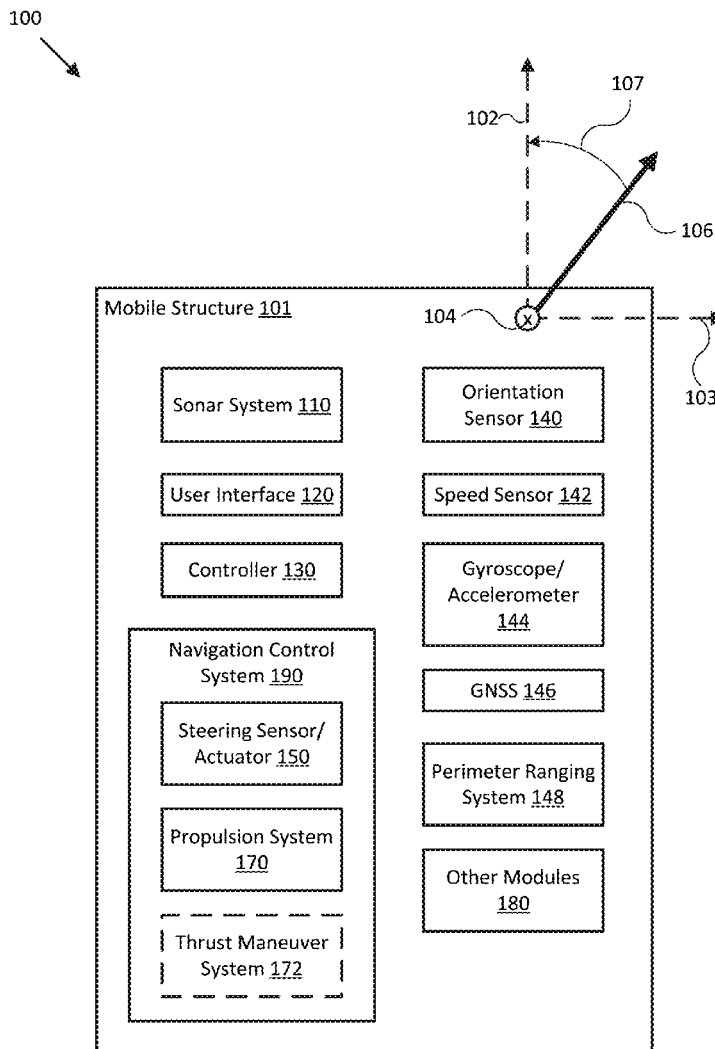 100
107
102
106
Mobile Structure 101
104
x
103
Sonar System 110
Orientation
Sensor 140
User Interface 120
Speed Sensor 142
Controller 130
Gyroscope/
Accelerometer
144
Navigation Control
System 190
GNSS 146
Steering Sensor/
Actuator 150
Perimeter Ranging
System 148
Propulsion System
170
Other Modules
180
Thrust Maneuver
System 172